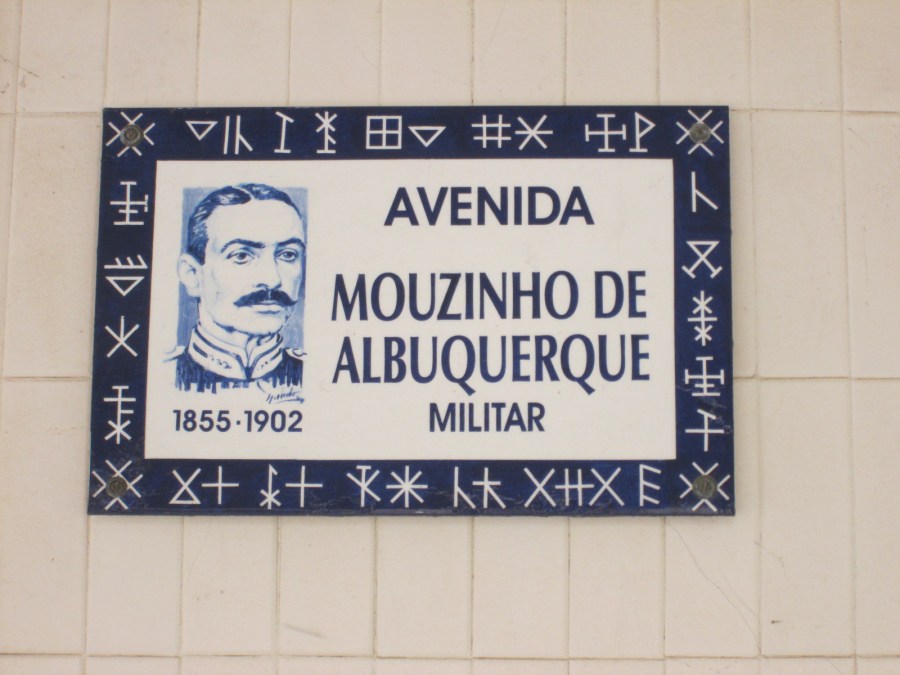 AVENIDA
MOUZINHO DE
ALBUQUERQUE
MILITAR
1855·1902